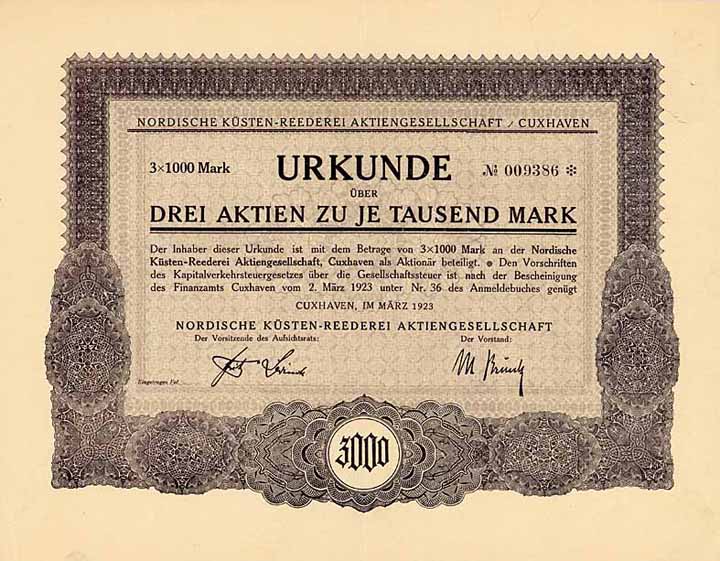 NORDISCHE KÜSTEN-REEDEREI AKTIENGESELLSCHAFT / CUXHAVEN
3×1000 Mark URKUNDE № 009386 ✻
ÜBER
DREI AKTIEN ZU JE TAUSEND MARK
Der Inhaber dieser Urkunde ist mit dem Betrage von 3×1000 Mark an der Nordische
Küsten-Reederei Aktiengesellschaft, Cuxhaven als Aktionär beteiligt. ● Den Vorschriften
des Kapitalverkehrsteuergesetzes über die Gesellschaftssteuer ist nach der Bescheinigung
des Finanzamts Cuxhaven vom 2. März 1923 unter Nr. 36 des Anmeldebuches genügt
CUXHAVEN, IM MÄRZ 1923
NORDISCHE KÜSTEN-REEDEREI AKTIENGESELLSCHAFT
Der Vorsitzende des Aufsichtsrats: Der Vorstand:
Eingetragen Fol.
3000